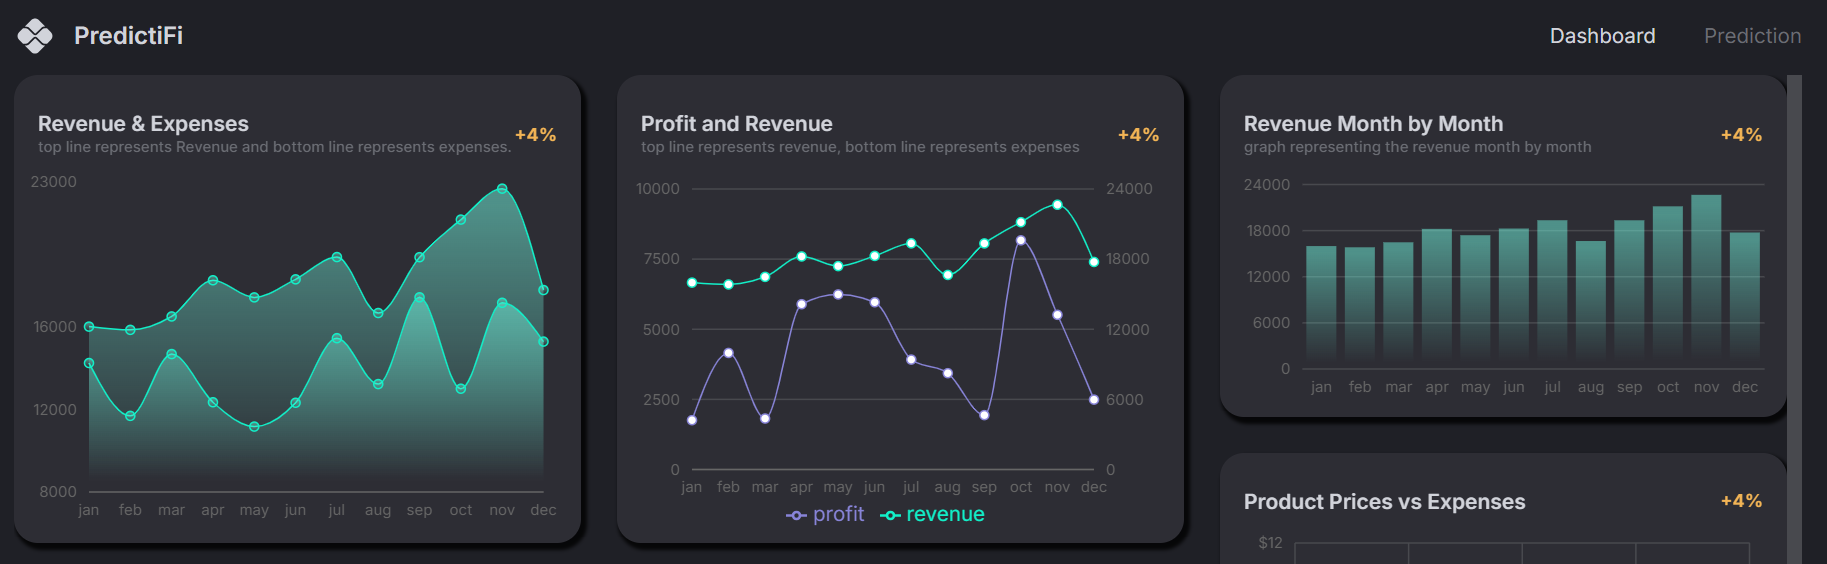 PredictiFi
Dashboard
Prediction
Revenue & Expenses
+4%
top line represents Revenue and bottom line represents expenses.
23000
16000
12000
8000
jan feb mar apr may jun jul aug sep oct nov dec
Profit and Revenue
+4%
top line represents revenue, bottom line represents expenses
10000 24000
7500 18000
5000 12000
2500 6000
0 0
jan feb mar apr may jun jul aug sep oct nov dec
profit revenue
Revenue Month by Month
+4%
graph representing the revenue month by month
24000
18000
12000
6000
0
jan feb mar apr may jun jul aug sep oct nov dec
Product Prices vs Expenses
+4%
$12